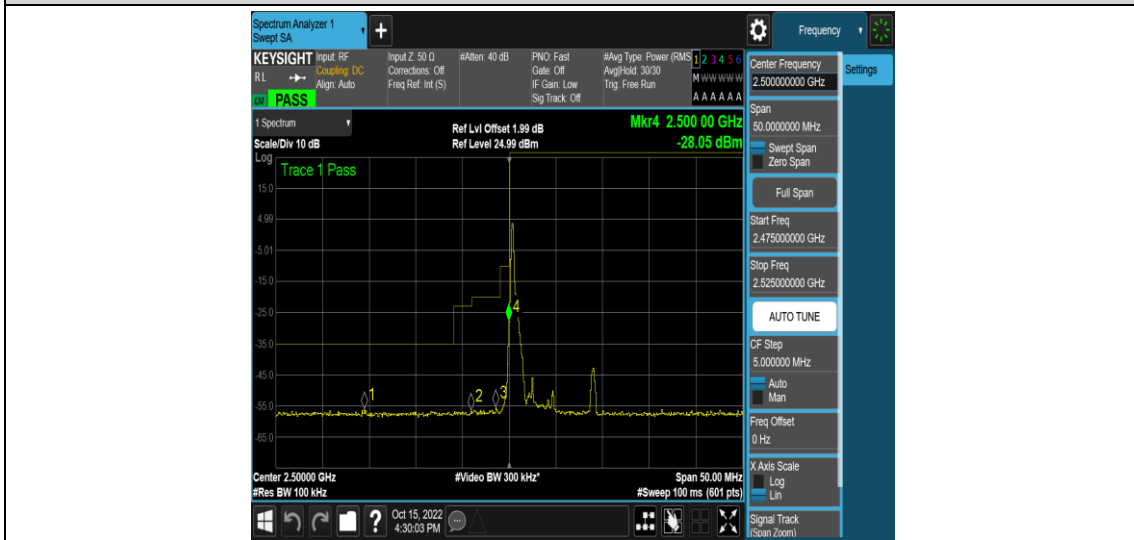 Spectrum Analyzer 1
Swept SA
+
Frequency
KEYSIGHT
R L
LXI
PASS
Input: RF
Coupling: DC
Align: Auto
Input Z: 50 Ω
Corrections: Off
Freq Ref: Int (S)
#Atten: 40 dB
PNO: Fast
Gate: Off
IF Gain: Low
Sig Track: Off
#Avg Type: Power (RMS
Avg|Hold: 30/30
Trig: Free Run
1 2 3 4 5 6
M W W W W W
A A A A A A
Center Frequency
2.500000000 GHz
Settings
Span
50.0000000 MHz
Swept Span
Zero Span
Full Span
Start Freq
2.475000000 GHz
Stop Freq
2.525000000 GHz
AUTO TUNE
CF Step
5.000000 MHz
Auto
Man
Freq Offset
0 Hz
X Axis Scale
Log
Lin
Signal Track
(Span Zoom)
1 Spectrum
Scale/Div 10 dB
Ref Lvl Offset 1.99 dB
Ref Level 24.99 dBm
Mkr4 2.500 00 GHz
-28.05 dBm
Log
Trace 1 Pass
15.0
4.99
-5.01
-15.0
-25.0
-35.0
-45.0
-55.0
-65.0
1
2
3
4
Center 2.50000 GHz
#Res BW 100 kHz
#Video BW 300 kHz*
Span 50.00 MHz
#Sweep 100 ms (601 pts)
?
Oct 15, 2022
4:30:03 PM